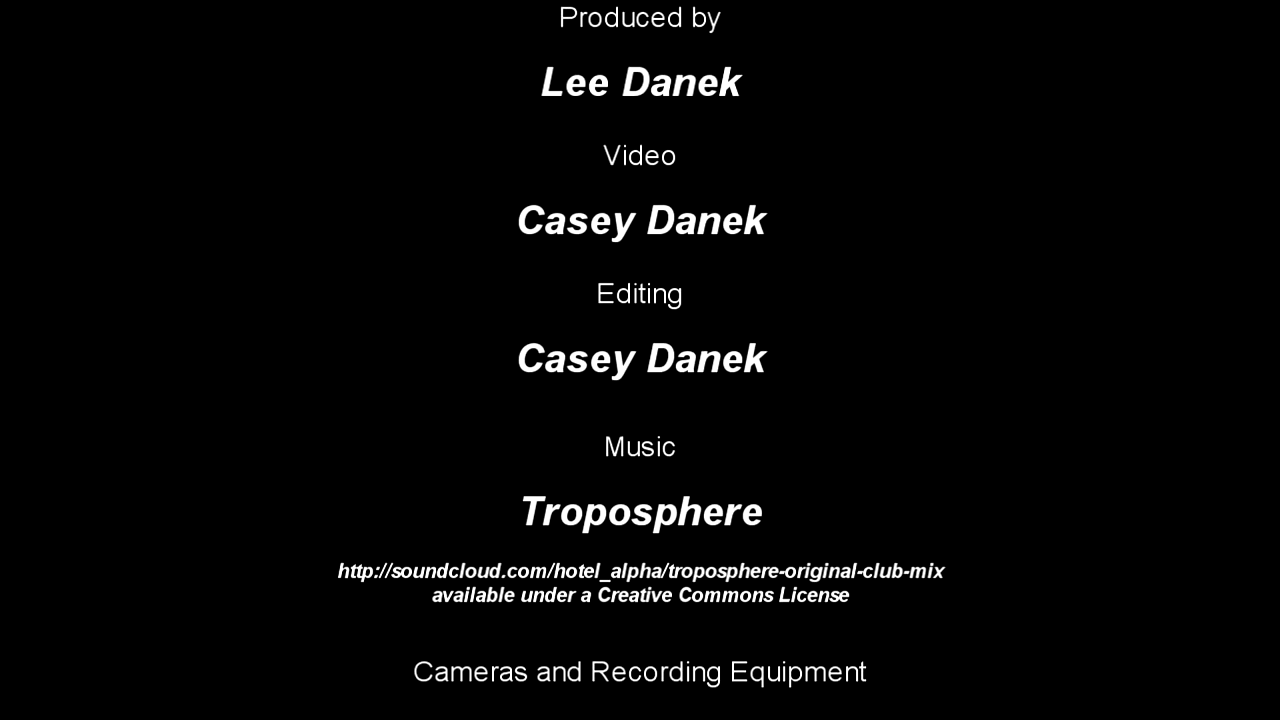 Produced by
Lee Danek
Video
Casey Danek
Editing
Casey Danek
Music
Troposphere
http://soundcloud.com/hotel_alpha/troposphere-original-club-mix
available under a Creative Commons License
Cameras and Recording Equipment